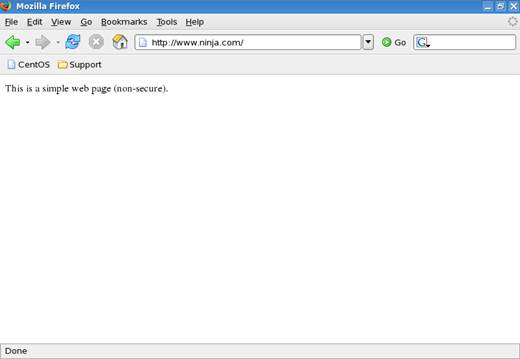 Mozilla Firefox
File Edit View Go Bookmarks Tools Help
http://www.ninja.com/ Go G
CentOS Support
This is a simple web page (non-secure).
Done